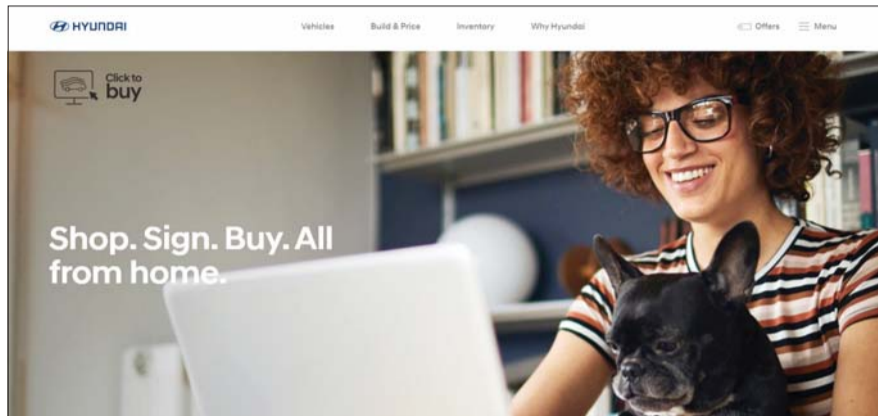 HYUNDAI
Vehicles
Build & Price
Inventory
Why Hyundai
Offers
Menu
Click to
buy
Shop. Sign. Buy. All
from home.